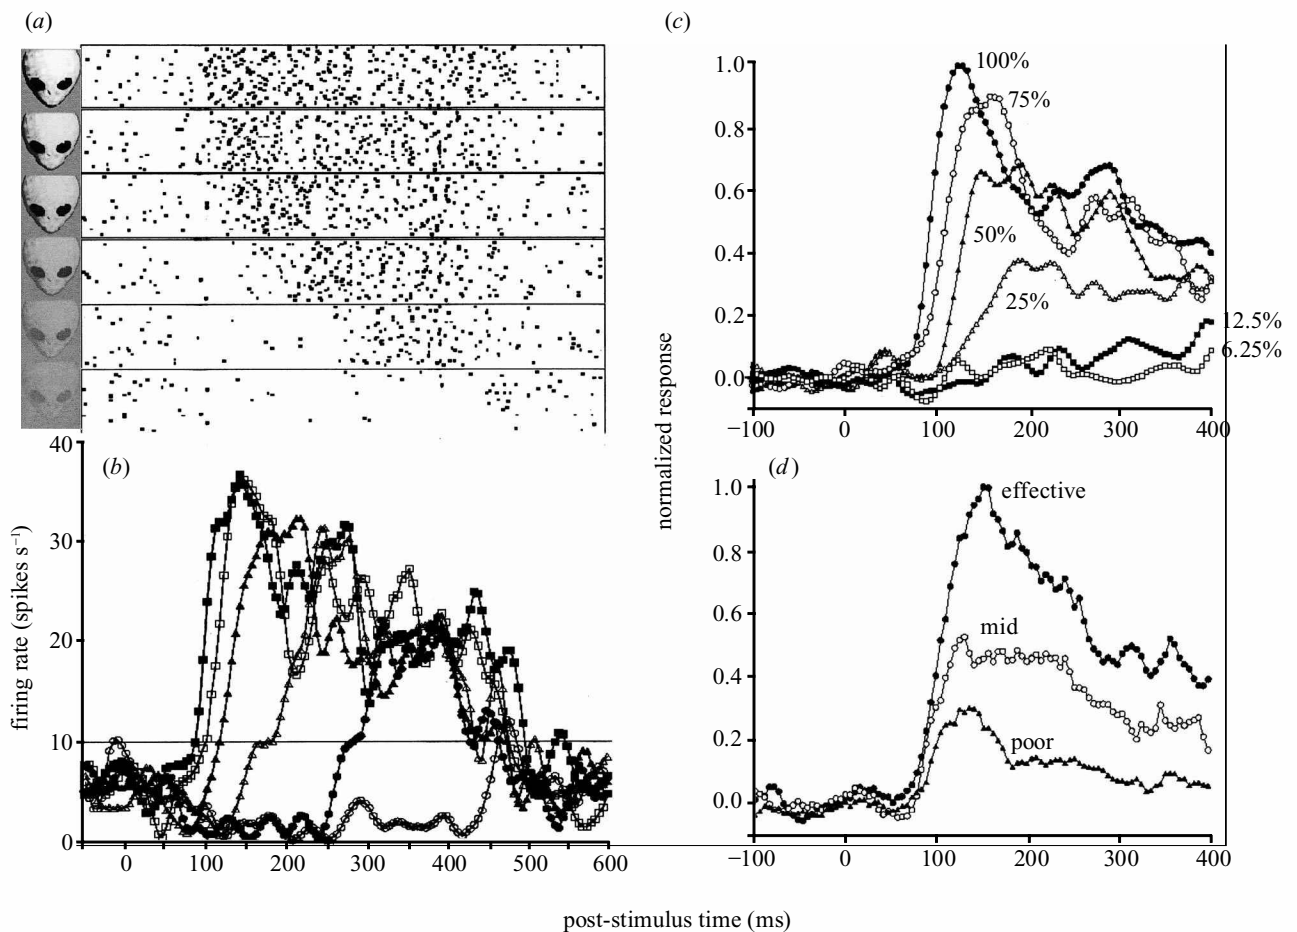 (a)
(b)
40
30
20
10
0
firing rate (spikes s⁻¹)
0 100 200 300 400 500 600
(c)
1.0
0.8
0.6
0.4
0.2
0.0
100%
75%
50%
25%
12.5%
6.25%
−100 0 100 200 300 400
normalized response
(d)
1.0
0.8
0.6
0.4
0.2
0.0
effective
mid
poor
−100 0 100 200 300 400
post-stimulus time (ms)